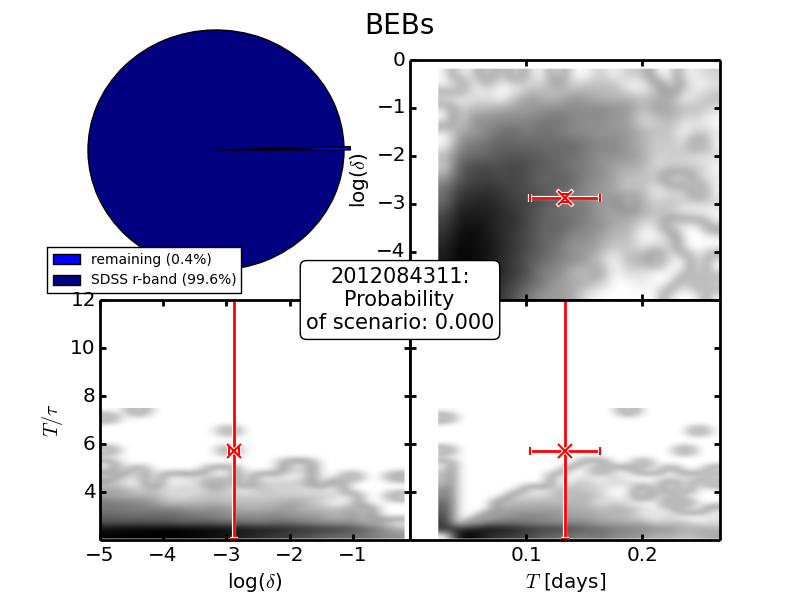 BEBs
remaining (0.4%)
SDSS r-band (99.6%)
0
−1
−2
−3
−4
log(δ)
2012084311:
Probability
of scenario: 0.000
12
10
8
6
4
T/τ
−5
−4
−3
−2
−1
log(δ)
0.1
0.2
T [days]